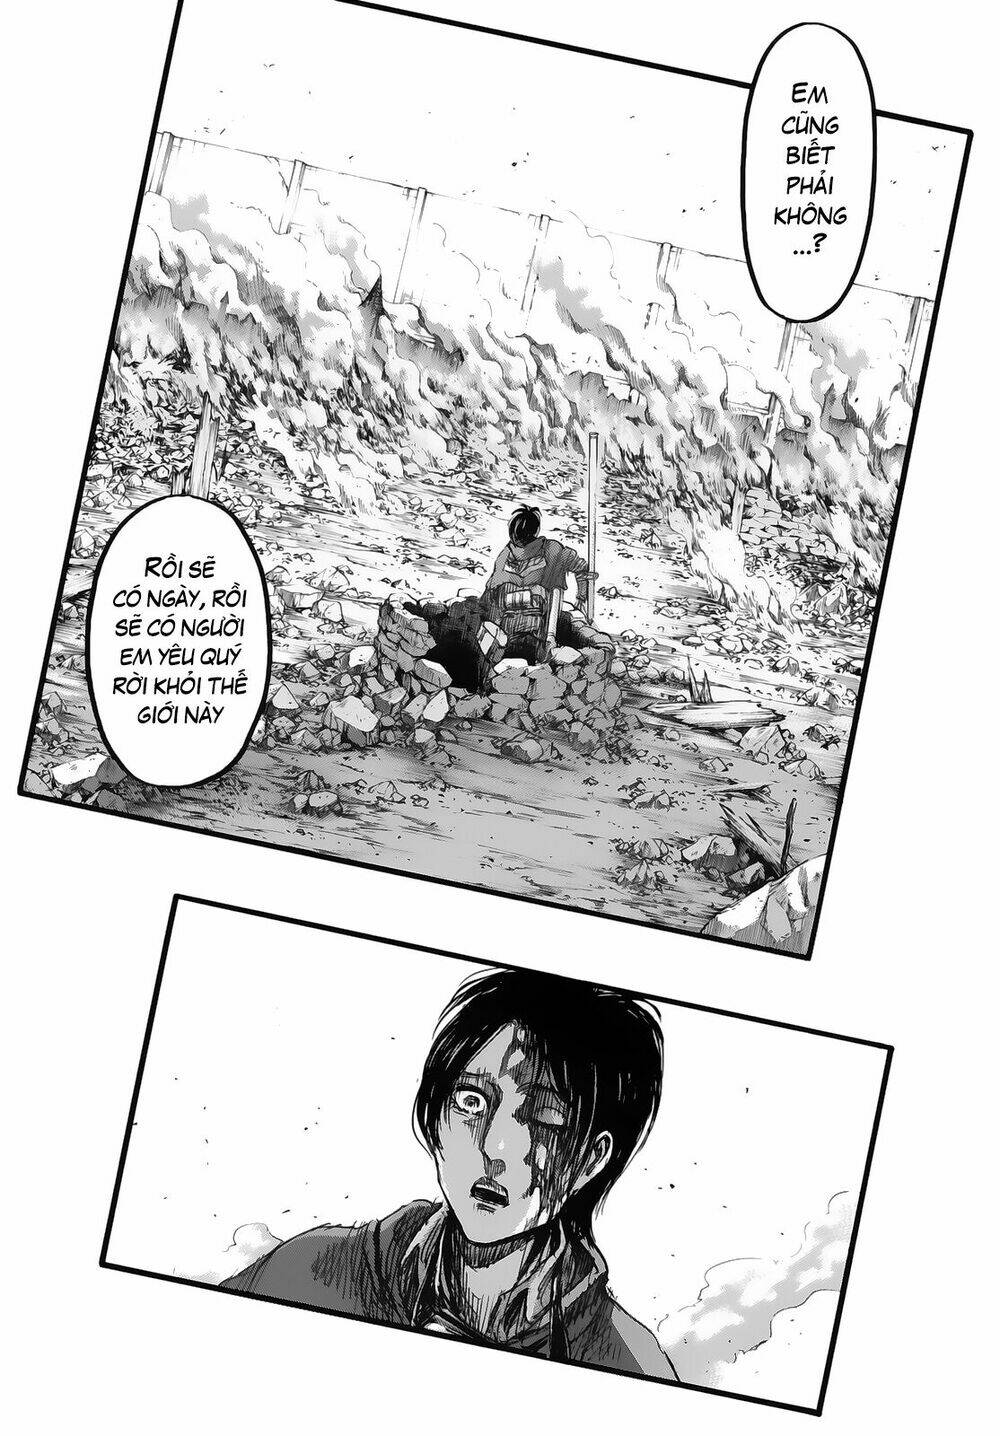 EM
CŨNG
BIẾT
PHẢI
KHÔNG
...?
RỒI SẼ
CÓ NGÀY, RỒI
SẼ CÓ NGƯỜI
EM YÊU QUÝ
RỜI KHỎI THẾ
GIỚI NÀY